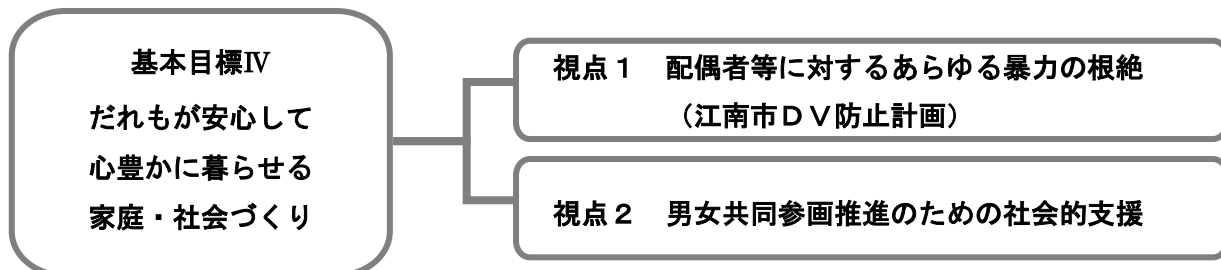 基本目標Ⅳ
だれもが安心して
心豊かに暮らせる
家庭・社会づくり
視点１　配偶者等に対するあらゆる暴力の根絶
（江南市ＤＶ防止計画）
視点２　男女共同参画推進のための社会的支援